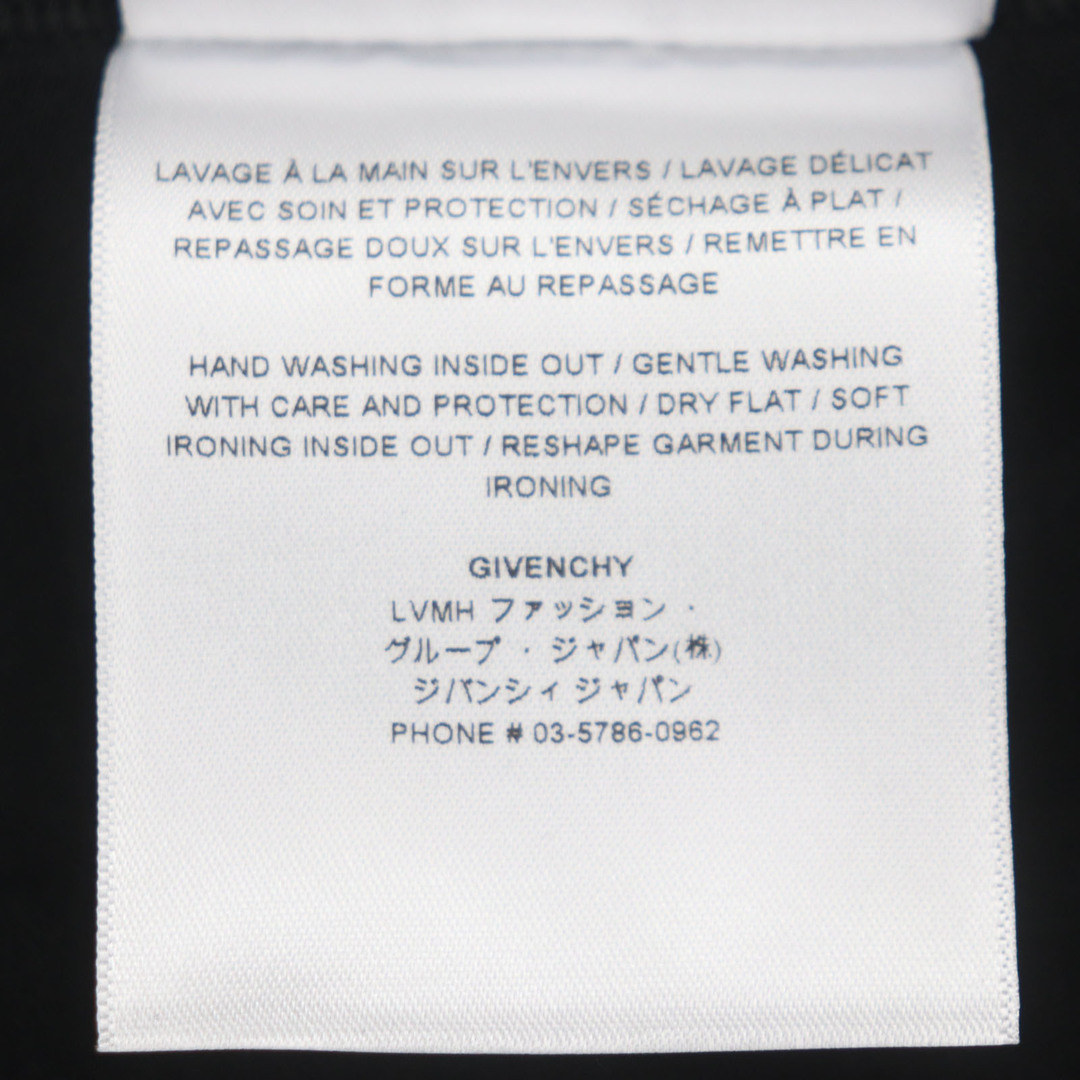 LAVAGE À LA MAIN SUR L'ENVERS / LAVAGE DÉLICAT
AVEC SOIN ET PROTECTION / SÉCHAGE À PLAT /
REPASSAGE DOUX SUR L'ENVERS / REMETTRE EN
FORME AU REPASSAGE
HAND WASHING INSIDE OUT / GENTLE WASHING
WITH CARE AND PROTECTION / DRY FLAT / SOFT
IRONING INSIDE OUT / RESHAPE GARMENT DURING
IRONING
GIVENCHY
LVMH ファッション ・
グループ ・ ジャパン(株)
ジバンシィ ジャパン
PHONE # 03-5786-0962